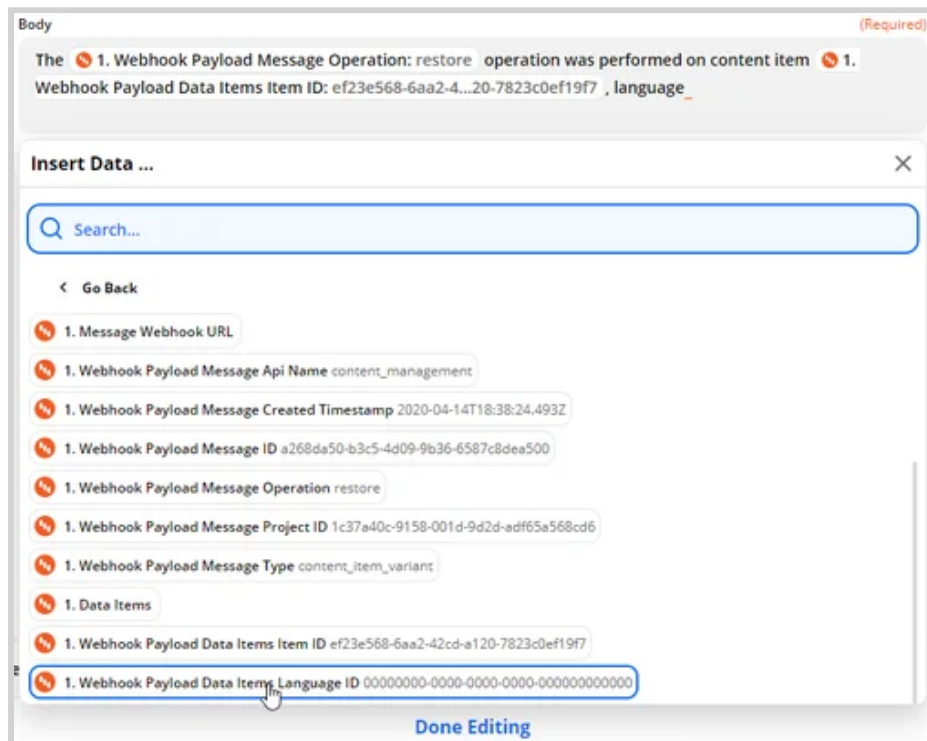 Body (Required)
The 1. Webhook Payload Message Operation: restore operation was performed on content item 1.
Webhook Payload Data Items Item ID: ef23e568-6aa2-4...20-7823c0ef19f7 , language
Insert Data ...
Search...
Go Back
1. Message Webhook URL
1. Webhook Payload Message Api Name content_management
1. Webhook Payload Message Created Timestamp 2020-04-14T18:38:24.493Z
1. Webhook Payload Message ID a268da50-b3c5-4d09-9b36-6587c8dea500
1. Webhook Payload Message Operation restore
1. Webhook Payload Message Project ID 1c37a40c-9158-001d-9d2d-adf65a568cd6
1. Webhook Payload Message Type content_item_variant
1. Data Items
1. Webhook Payload Data Items Item ID ef23e568-6aa2-42cd-a120-7823c0ef19f7
1. Webhook Payload Data Items Language ID 00000000-0000-0000-0000-000000000000
Done Editing